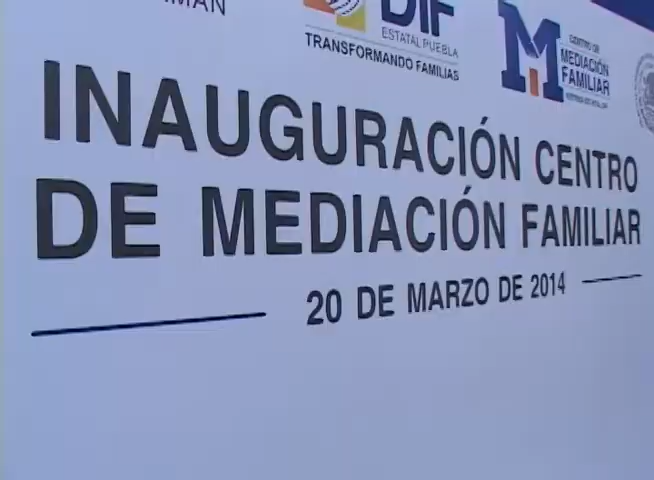 DIF
ESTATAL PUEBLA
TRANSFORMANDO FAMILIAS
M
CENTRO DE
MEDIACIÓN
FAMILIAR
INAUGURACIÓN CENTRO
DE MEDIACIÓN FAMILIAR
20 DE MARZO DE 2014